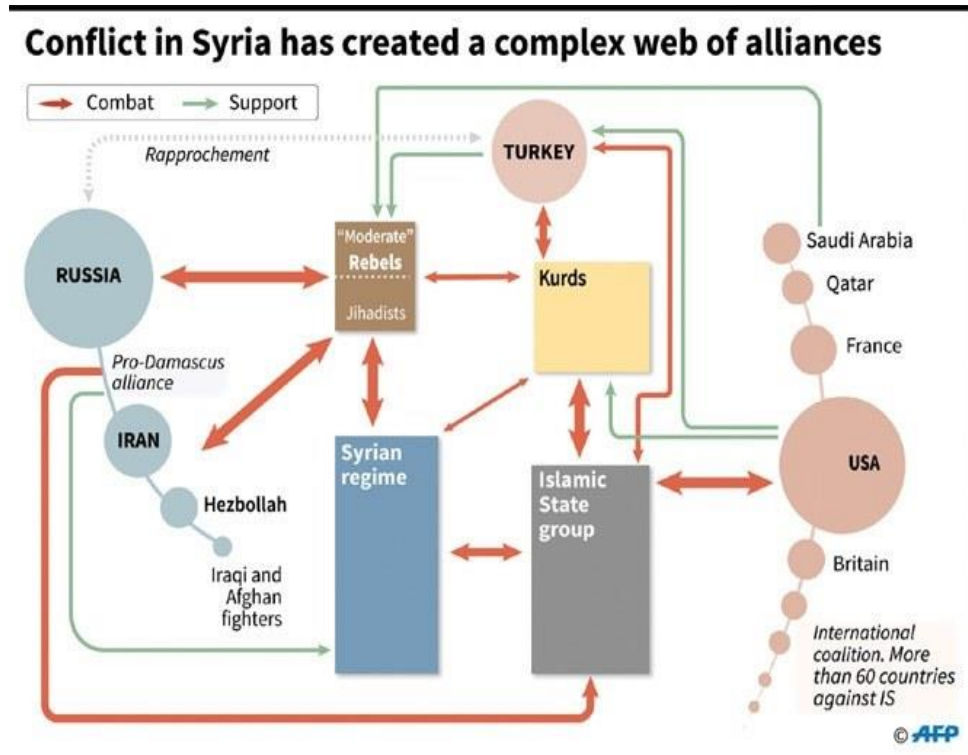 Conflict in Syria has created a complex web of alliances
Combat
Support
Rapprochement
TURKEY
RUSSIA
"Moderate"
Rebels
Jihadists
Kurds
Saudi Arabia
Qatar
France
Pro-Damascus
alliance
IRAN
Hezbollah
Iraqi and
Afghan
fighters
Syrian
regime
Islamic
State
group
USA
Britain
International
coalition. More
than 60 countries
against IS
© AFP